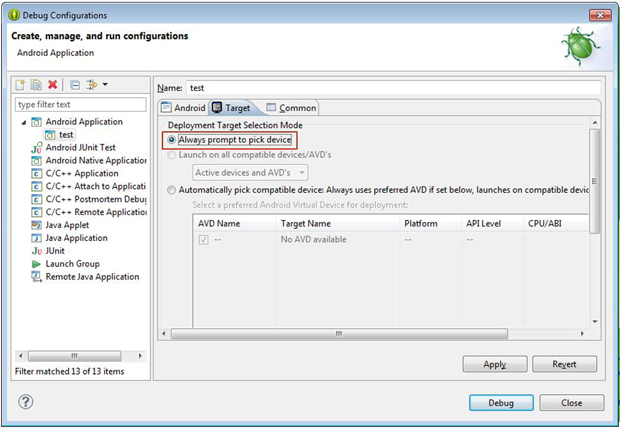 Debug Configurations
Create, manage, and run configurations
Android Application
type filter text
Android Application
test
Android JUnit Test
Android Native Application
C/C++ Application
C/C++ Attach to Application
C/C++ Postmortem Debug
C/C++ Remote Application
Java Applet
Java Application
JUnit
Launch Group
Remote Java Application
Filter matched 13 of 13 items
Name: test
Android Target Common
Deployment Target Selection Mode
Always prompt to pick device
Launch on all compatible devices/AVD's
Active devices and AVD's
Automatically pick compatible device: Always uses preferred AVD if set below, launches on compatible devic
Select a preferred Android Virtual Device for deployment:
AVD Name Target Name Platform API Level CPU/ABI
-- No AVD available -- --
Apply Revert
Debug Close